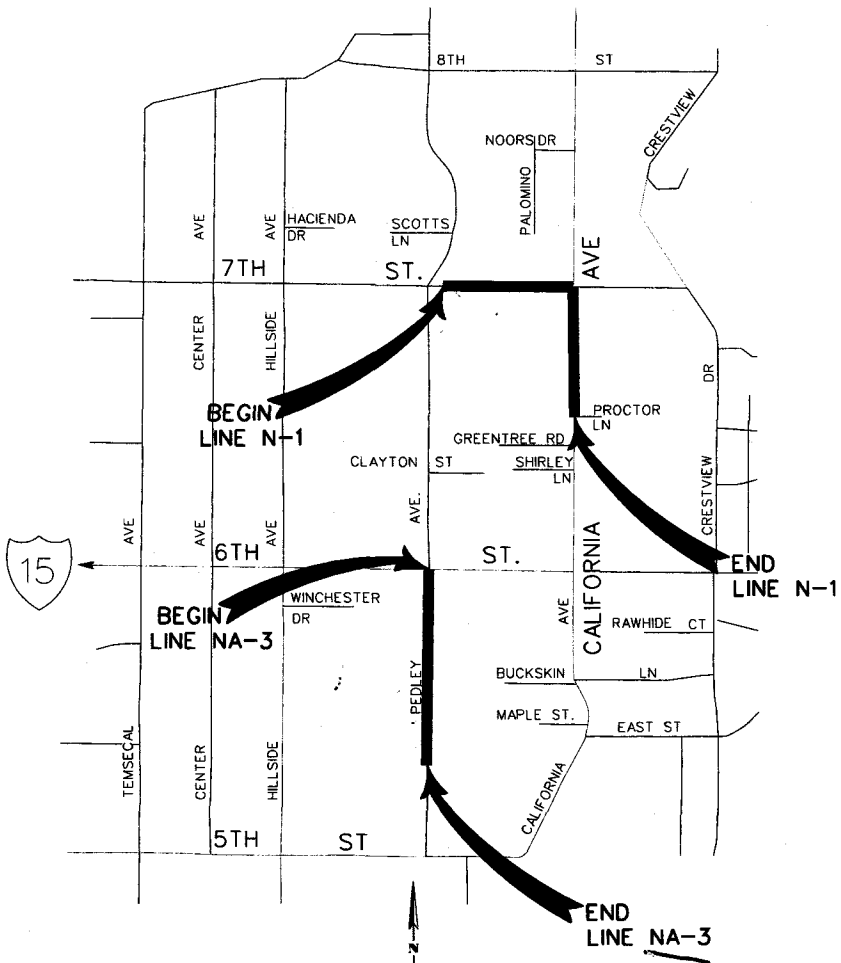 8TH ST
NOORS DR
CRESTVIEW
PALOMINO
AVE
AVE
HACIENDA
DR
SCOTTS
LN
AVE
7TH ST.
CENTER
HILLSIDE
DR
BEGIN
LINE N-1
PROCTOR
LN
GREENTREE RD
CLAYTON ST
SHIRLEY
LN
CRESTVIEW
AVE
AVE
AVE
AVE.
6TH ST.
15
CALIFORNIA
END
LINE N-1
BEGIN
LINE NA-3
WINCHESTER
DR
AVE
RAWHIDE CT
PEDLEY
BUCKSKIN LN
MAPLE ST.
EAST ST
TEMSECAL
CENTER
HILLSIDE
CALIFORNIA
5TH ST
END
LINE NA-3
N